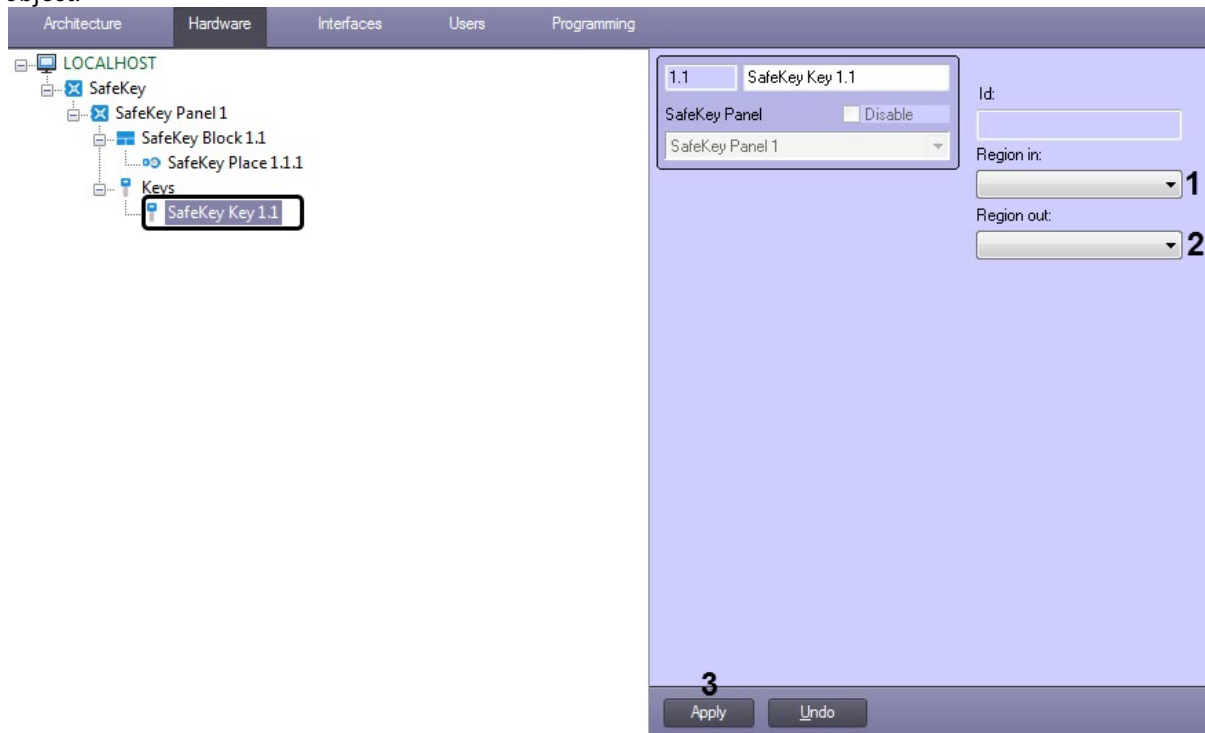 object.
Architecture Hardware Interfaces Users Programming
LOCALHOST
SafeKey
SafeKey Panel 1
SafeKey Block 1.1
SafeKey Place 1.1.1
Keys
SafeKey Key 1.1
1.1 SafeKey Key 1.1
SafeKey Panel Disable
SafeKey Panel 1
Id:
Region in:
1
Region out:
2
3
Apply Undo